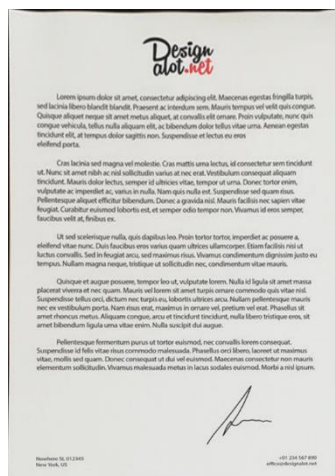 Design
alot.net
Lorem ipsum dolor sit amet, consectetur adipiscing elit. Maecenas egestas fringilla turpis,
sed lacinia libero blandit blandit. Praesent ac interdum sem. Mauris tempus vel velit quis congue.
Quisque aliquet neque sit amet metus aliquet, at convallis elit ornare. Proin vulputate, nunc quis
congue vehicula, tellus nulla aliquam elit, ac bibendum dolor tellus vitae urna. Aenean egestas
tincidunt elit, at tempus dolor sagittis non. Suspendisse et lectus eu eros
eleifend porta.
Cras lacinia sed magna vel molestie. Cras mattis urna lectus, id consectetur sem tincidunt
ut. Nunc sit amet nibh ac nisl sollicitudin varius at nec erat. Vestibulum consequat aliquam
tincidunt. Mauris dolor lectus, semper id ultricies vitae, tempor ut urna. Donec tortor enim,
vulputate ac imperdiet ac, varius in nulla. Nam quis nulla est. Suspendisse sed quam risus.
Pellentesque aliquet efficitur bibendum. Donec a gravida nisl. Mauris facilisis nec sapien vitae
feugiat. Curabitur euismod lobortis est, et semper odio tempor non. Vivamus id eros semper,
faucibus velit at, finibus ex.
Ut sed scelerisque nulla, quis dapibus leo. Proin tortor tortor, imperdiet ac posuere a,
eleifend vitae nunc. Duis faucibus eros varius quam ultrices ullamcorper. Etiam facilisis nisi ut
luctus convallis. Sed in feugiat arcu, sed maximus risus. Vivamus condimentum dignissim justo eu
tempus. Nullam magna neque, tristique ut sollicitudin nec, condimentum vitae mauris.
Quisque et augue posuere, tempor leo ut, vulputate lorem. Nulla id ligula sit amet massa
placerat viverra et nec quam. Mauris vel lorem sit amet turpis ornare commodo quis vitae nisl.
Suspendisse tellus orci, dictum nec turpis eu, lobortis ultrices arcu. Nullam pellentesque mauris
nec ex vestibulum porta. Nam risus erat, maximus in ornare vel, pretium vel erat. Phasellus sit
amet rhoncus metus. Aliquam congue, arcu et tincidunt tincidunt, nulla libero tristique eros, sit
amet bibendum ligula urna vitae enim. Nulla suscipit dui augue.
Pellentesque fermentum purus ut tortor euismod, nec convallis lorem consequat.
Suspendisse id felis vitae risus commodo malesuada. Phasellus orci libero, laoreet ut maximus
vitae, mollis sed quam. Donec consequat ut dui vel euismod. Maecenas consectetur non mauris
elementum sollicitudin. Vivamus malesuada metus in lacus sodales euismod. Morbi a nisl ipsum.
Nowhere St. 012345
New York, US
+01 234 567 890
office@designalot.net